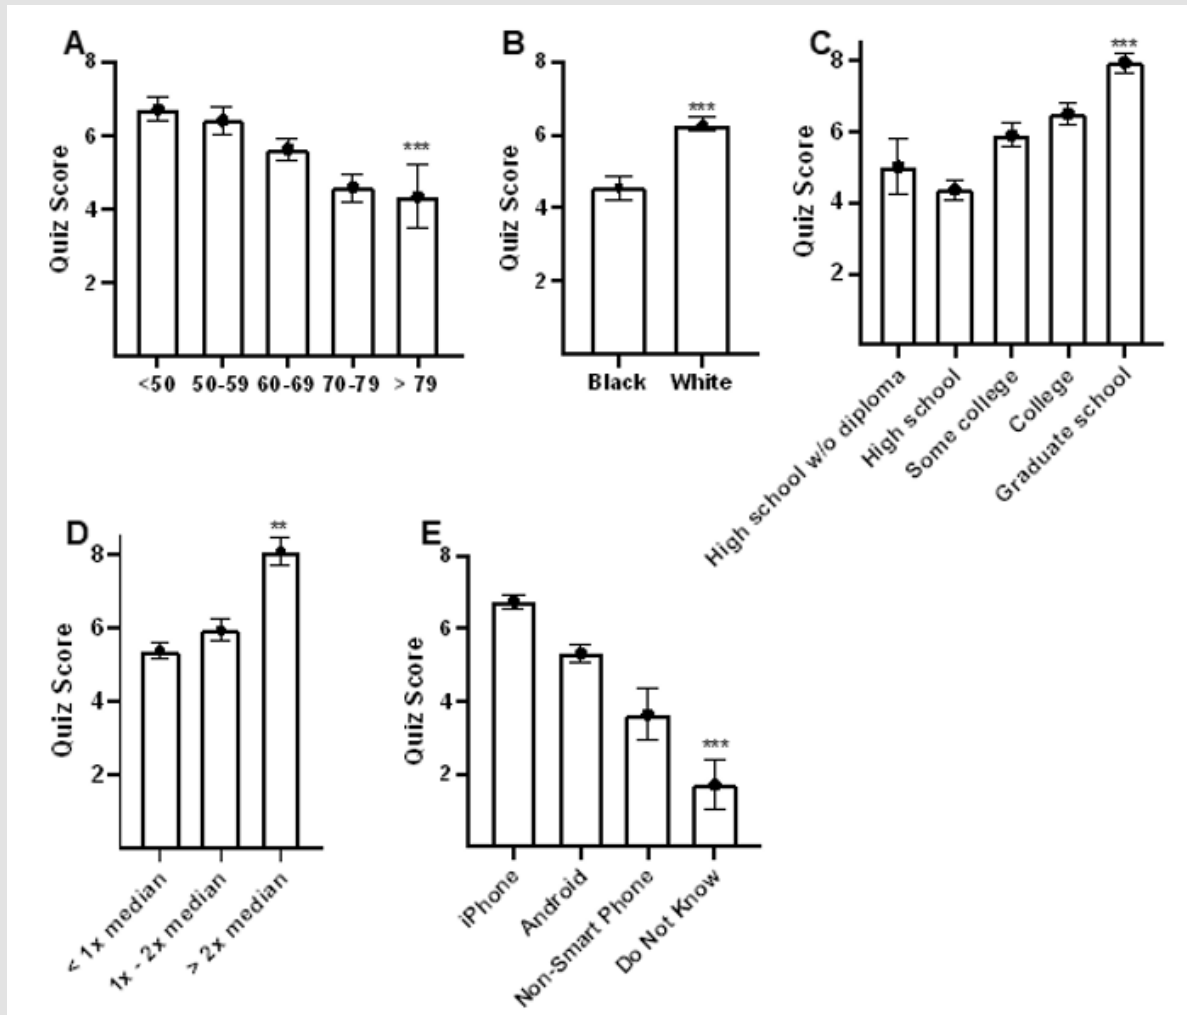 A
8
6
4
2
Quiz Score
***
<50 50-59 60-69 70-79 > 79
B
8
6
4
2
Quiz Score
***
Black White
C
8
6
4
2
Quiz Score
***
High school w/o diploma
High school
Some college
College
Graduate school
D
8
6
4
2
Quiz Score
**
< 1x median
1x - 2x median
> 2x median
E
8
6
4
2
Quiz Score
***
iPhone
Android
Non-Smart Phone
Do Not Know